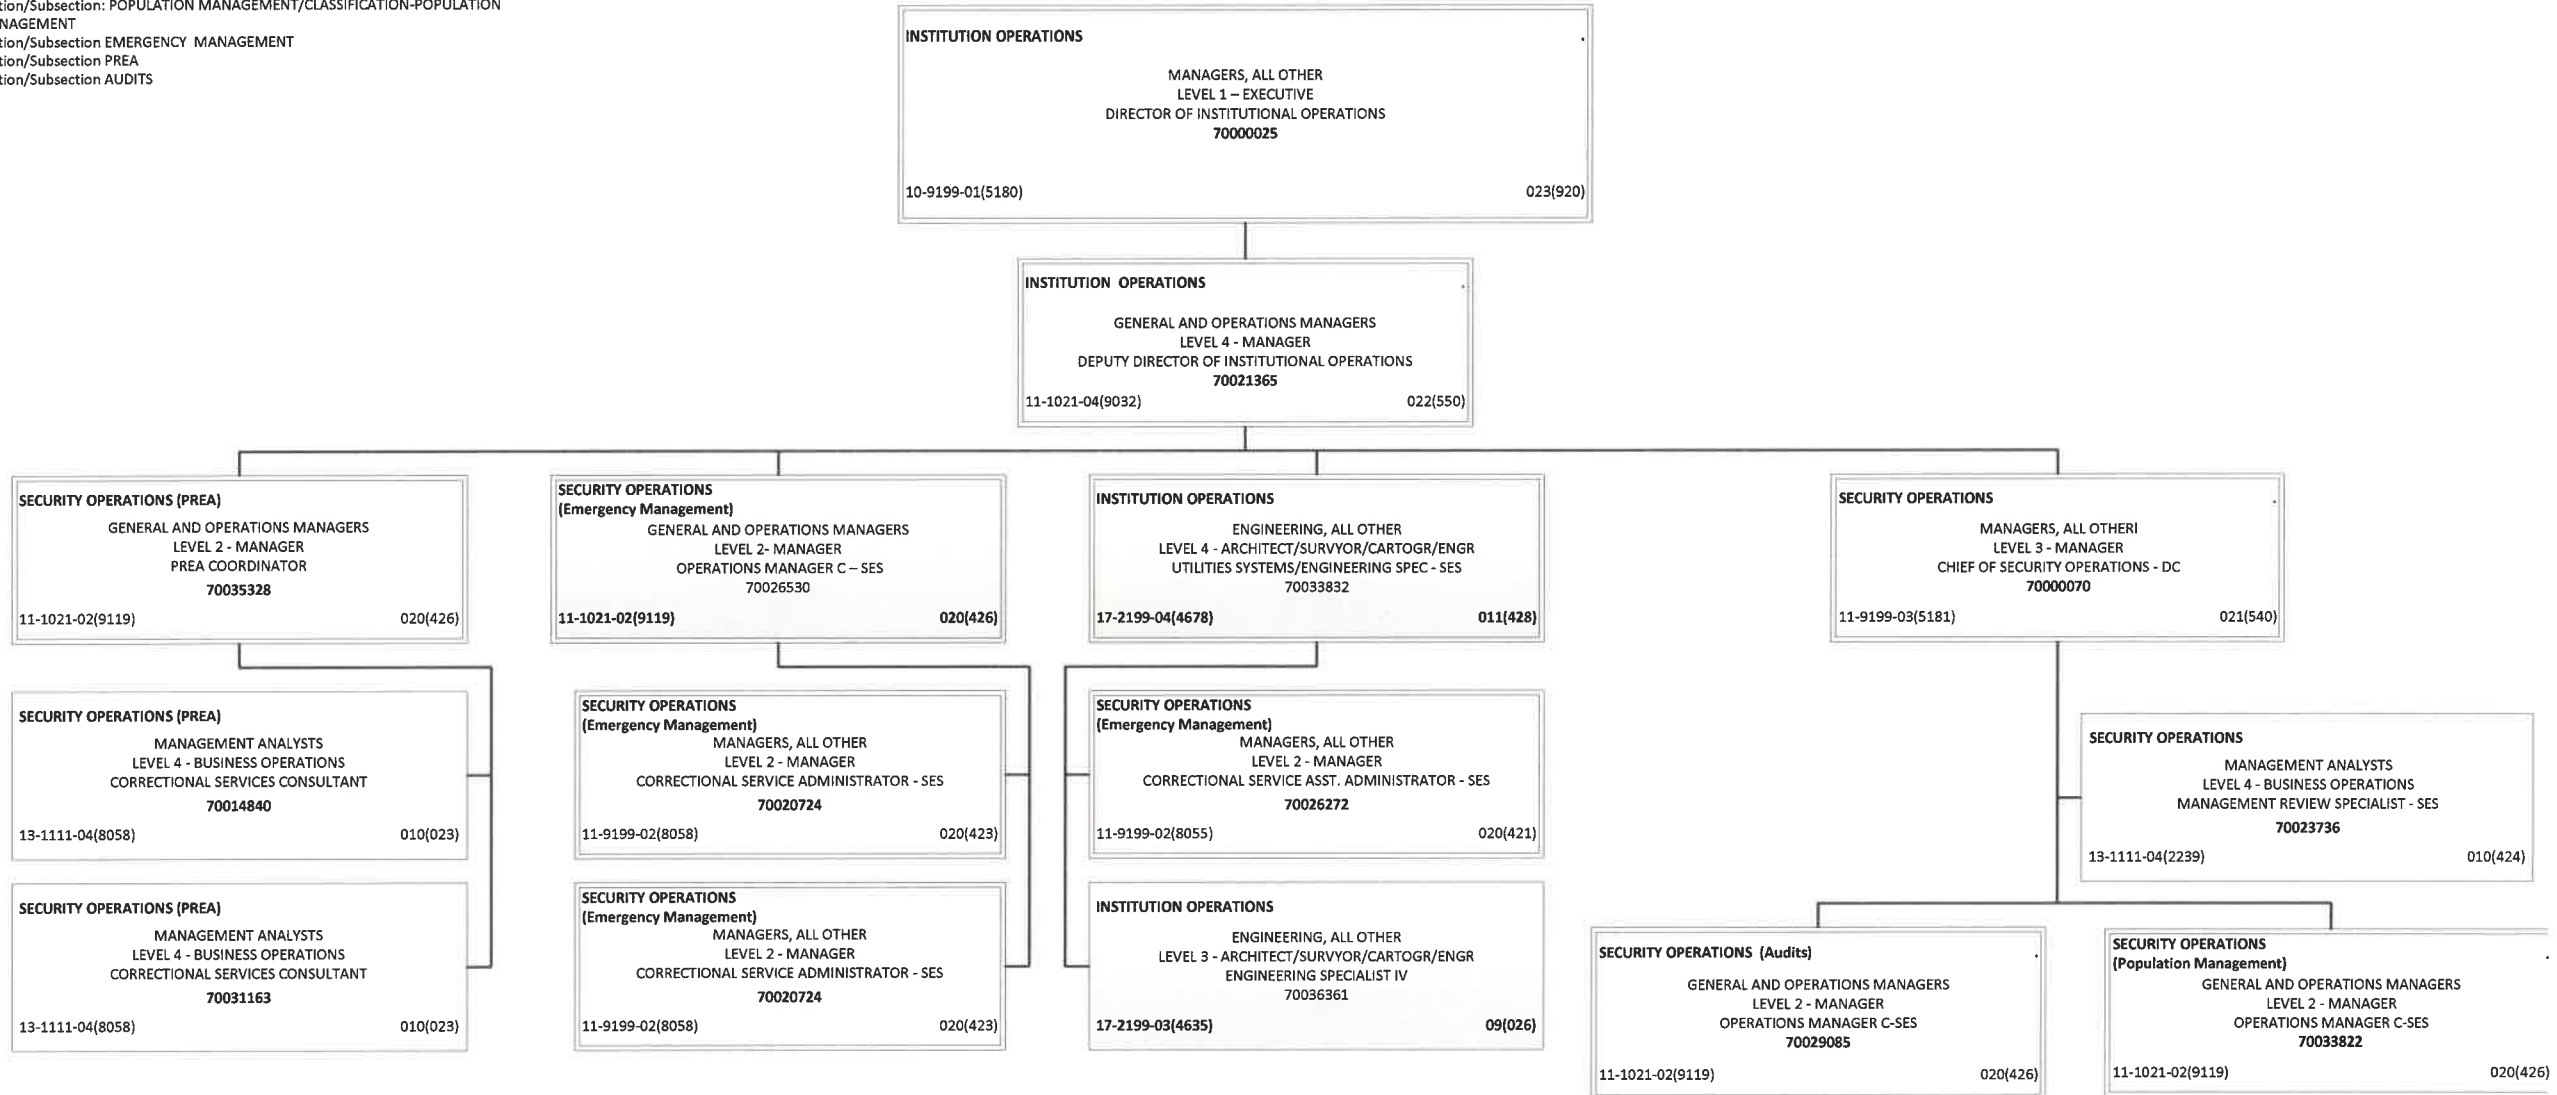 tion/Subsection: POPULATION MANAGEMENT/CLASSIFICATION-POPULATION
NAGEMENT
tion/Subsection EMERGENCY MANAGEMENT
tion/Subsection PREA
tion/Subsection AUDITS
INSTITUTION OPERATIONS
MANAGERS, ALL OTHER
LEVEL 1 – EXECUTIVE
DIRECTOR OF INSTITUTIONAL OPERATIONS
70000025
10-9199-01(5180) 023(920)
INSTITUTION OPERATIONS
GENERAL AND OPERATIONS MANAGERS
LEVEL 4 - MANAGER
DEPUTY DIRECTOR OF INSTITUTIONAL OPERATIONS
70021365
11-1021-04(9032) 022(550)
SECURITY OPERATIONS (PREA)
GENERAL AND OPERATIONS MANAGERS
LEVEL 2 - MANAGER
PREA COORDINATOR
70035328
11-1021-02(9119) 020(426)
SECURITY OPERATIONS
(Emergency Management)
GENERAL AND OPERATIONS MANAGERS
LEVEL 2- MANAGER
OPERATIONS MANAGER C – SES
70026530
11-1021-02(9119) 020(426)
INSTITUTION OPERATIONS
ENGINEERING, ALL OTHER
LEVEL 4 - ARCHITECT/SURVYOR/CARTOGR/ENGR
UTILITIES SYSTEMS/ENGINEERING SPEC - SES
70033832
17-2199-04(4678) 011(428)
SECURITY OPERATIONS
MANAGERS, ALL OTHERI
LEVEL 3 - MANAGER
CHIEF OF SECURITY OPERATIONS - DC
70000070
11-9199-03(5181) 021(540)
SECURITY OPERATIONS (PREA)
MANAGEMENT ANALYSTS
LEVEL 4 - BUSINESS OPERATIONS
CORRECTIONAL SERVICES CONSULTANT
70014840
13-1111-04(8058) 010(023)
SECURITY OPERATIONS
(Emergency Management)
MANAGERS, ALL OTHER
LEVEL 2 - MANAGER
CORRECTIONAL SERVICE ADMINISTRATOR - SES
70020724
11-9199-02(8058) 020(423)
SECURITY OPERATIONS
(Emergency Management)
MANAGERS, ALL OTHER
LEVEL 2 - MANAGER
CORRECTIONAL SERVICE ASST. ADMINISTRATOR - SES
70026272
11-9199-02(8055) 020(421)
SECURITY OPERATIONS
MANAGEMENT ANALYSTS
LEVEL 4 - BUSINESS OPERATIONS
MANAGEMENT REVIEW SPECIALIST - SES
70023736
13-1111-04(2239) 010(424)
SECURITY OPERATIONS (PREA)
MANAGEMENT ANALYSTS
LEVEL 4 - BUSINESS OPERATIONS
CORRECTIONAL SERVICES CONSULTANT
70031163
13-1111-04(8058) 010(023)
SECURITY OPERATIONS
(Emergency Management)
MANAGERS, ALL OTHER
LEVEL 2 - MANAGER
CORRECTIONAL SERVICE ADMINISTRATOR - SES
70020724
11-9199-02(8058) 020(423)
INSTITUTION OPERATIONS
ENGINEERING, ALL OTHER
LEVEL 3 - ARCHITECT/SURVYOR/CARTOGR/ENGR
ENGINEERING SPECIALIST IV
70036361
17-2199-03(4635) 09(026)
SECURITY OPERATIONS (Audits)
GENERAL AND OPERATIONS MANAGERS
LEVEL 2 - MANAGER
OPERATIONS MANAGER C-SES
70029085
11-1021-02(9119) 020(426)
SECURITY OPERATIONS
(Population Management)
GENERAL AND OPERATIONS MANAGERS
LEVEL 2 - MANAGER
OPERATIONS MANAGER C-SES
70033822
11-1021-02(9119) 020(426)